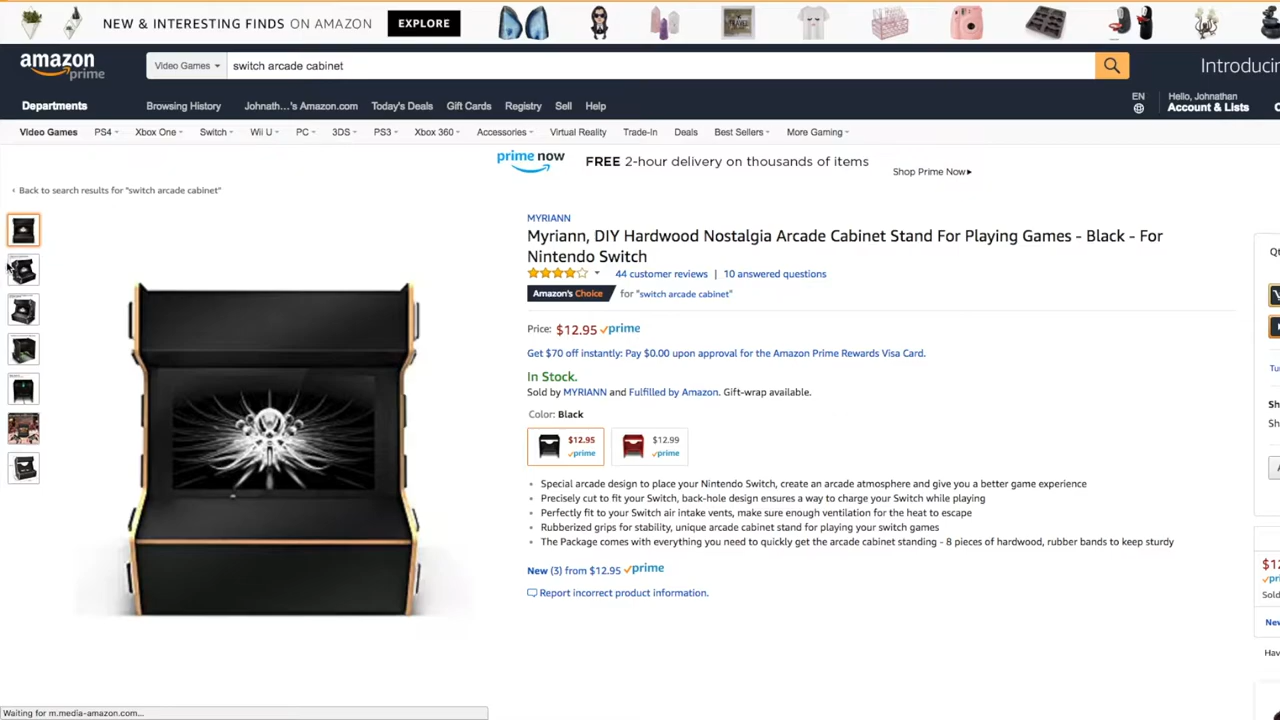 NEW & INTERESTING FINDS ON AMAZON
EXPLORE
amazon
prime
Video Games
switch arcade cabinet
Introducin
Departments
Browsing History
Johnath...'s Amazon.com
Today's Deals
Gift Cards
Registry
Sell
Help
EN
Hello, Johnathan
Account & Lists
Video Games
PS4
Xbox One
Switch
Wii U
PC
3DS
PS3
Xbox 360
Accessories
Virtual Reality
Trade-In
Deals
Best Sellers
More Gaming
prime now
FREE 2-hour delivery on thousands of items
Shop Prime Now
‹ Back to search results for "switch arcade cabinet"
MYRIANN
Myriann, DIY Hardwood Nostalgia Arcade Cabinet Stand For Playing Games - Black - For
Nintendo Switch
44 customer reviews | 10 answered questions
Amazon's Choice for "switch arcade cabinet"
Price: $12.95 prime
Get $70 off instantly: Pay $0.00 upon approval for the Amazon Prime Rewards Visa Card.
In Stock.
Sold by MYRIANN and Fulfilled by Amazon. Gift-wrap available.
Color: Black
$12.95
prime
$12.99
prime
• Special arcade design to place your Nintendo Switch, create an arcade atmosphere and give you a better game experience
• Precisely cut to fit your Switch, back-hole design ensures a way to charge your Switch while playing
• Perfectly fit to your Switch air intake vents, make sure enough ventilation for the heat to escape
• Rubberized grips for stability, unique arcade cabinet stand for playing your switch games
• The Package comes with everything you need to quickly get the arcade cabinet standing - 8 pieces of hardwood, rubber bands to keep sturdy
New (3) from $12.95 prime
Report incorrect product information.
Qt
Tu
Sh
Sh
$12
pri
Sold
New
Hav
Waiting for m.media-amazon.com...